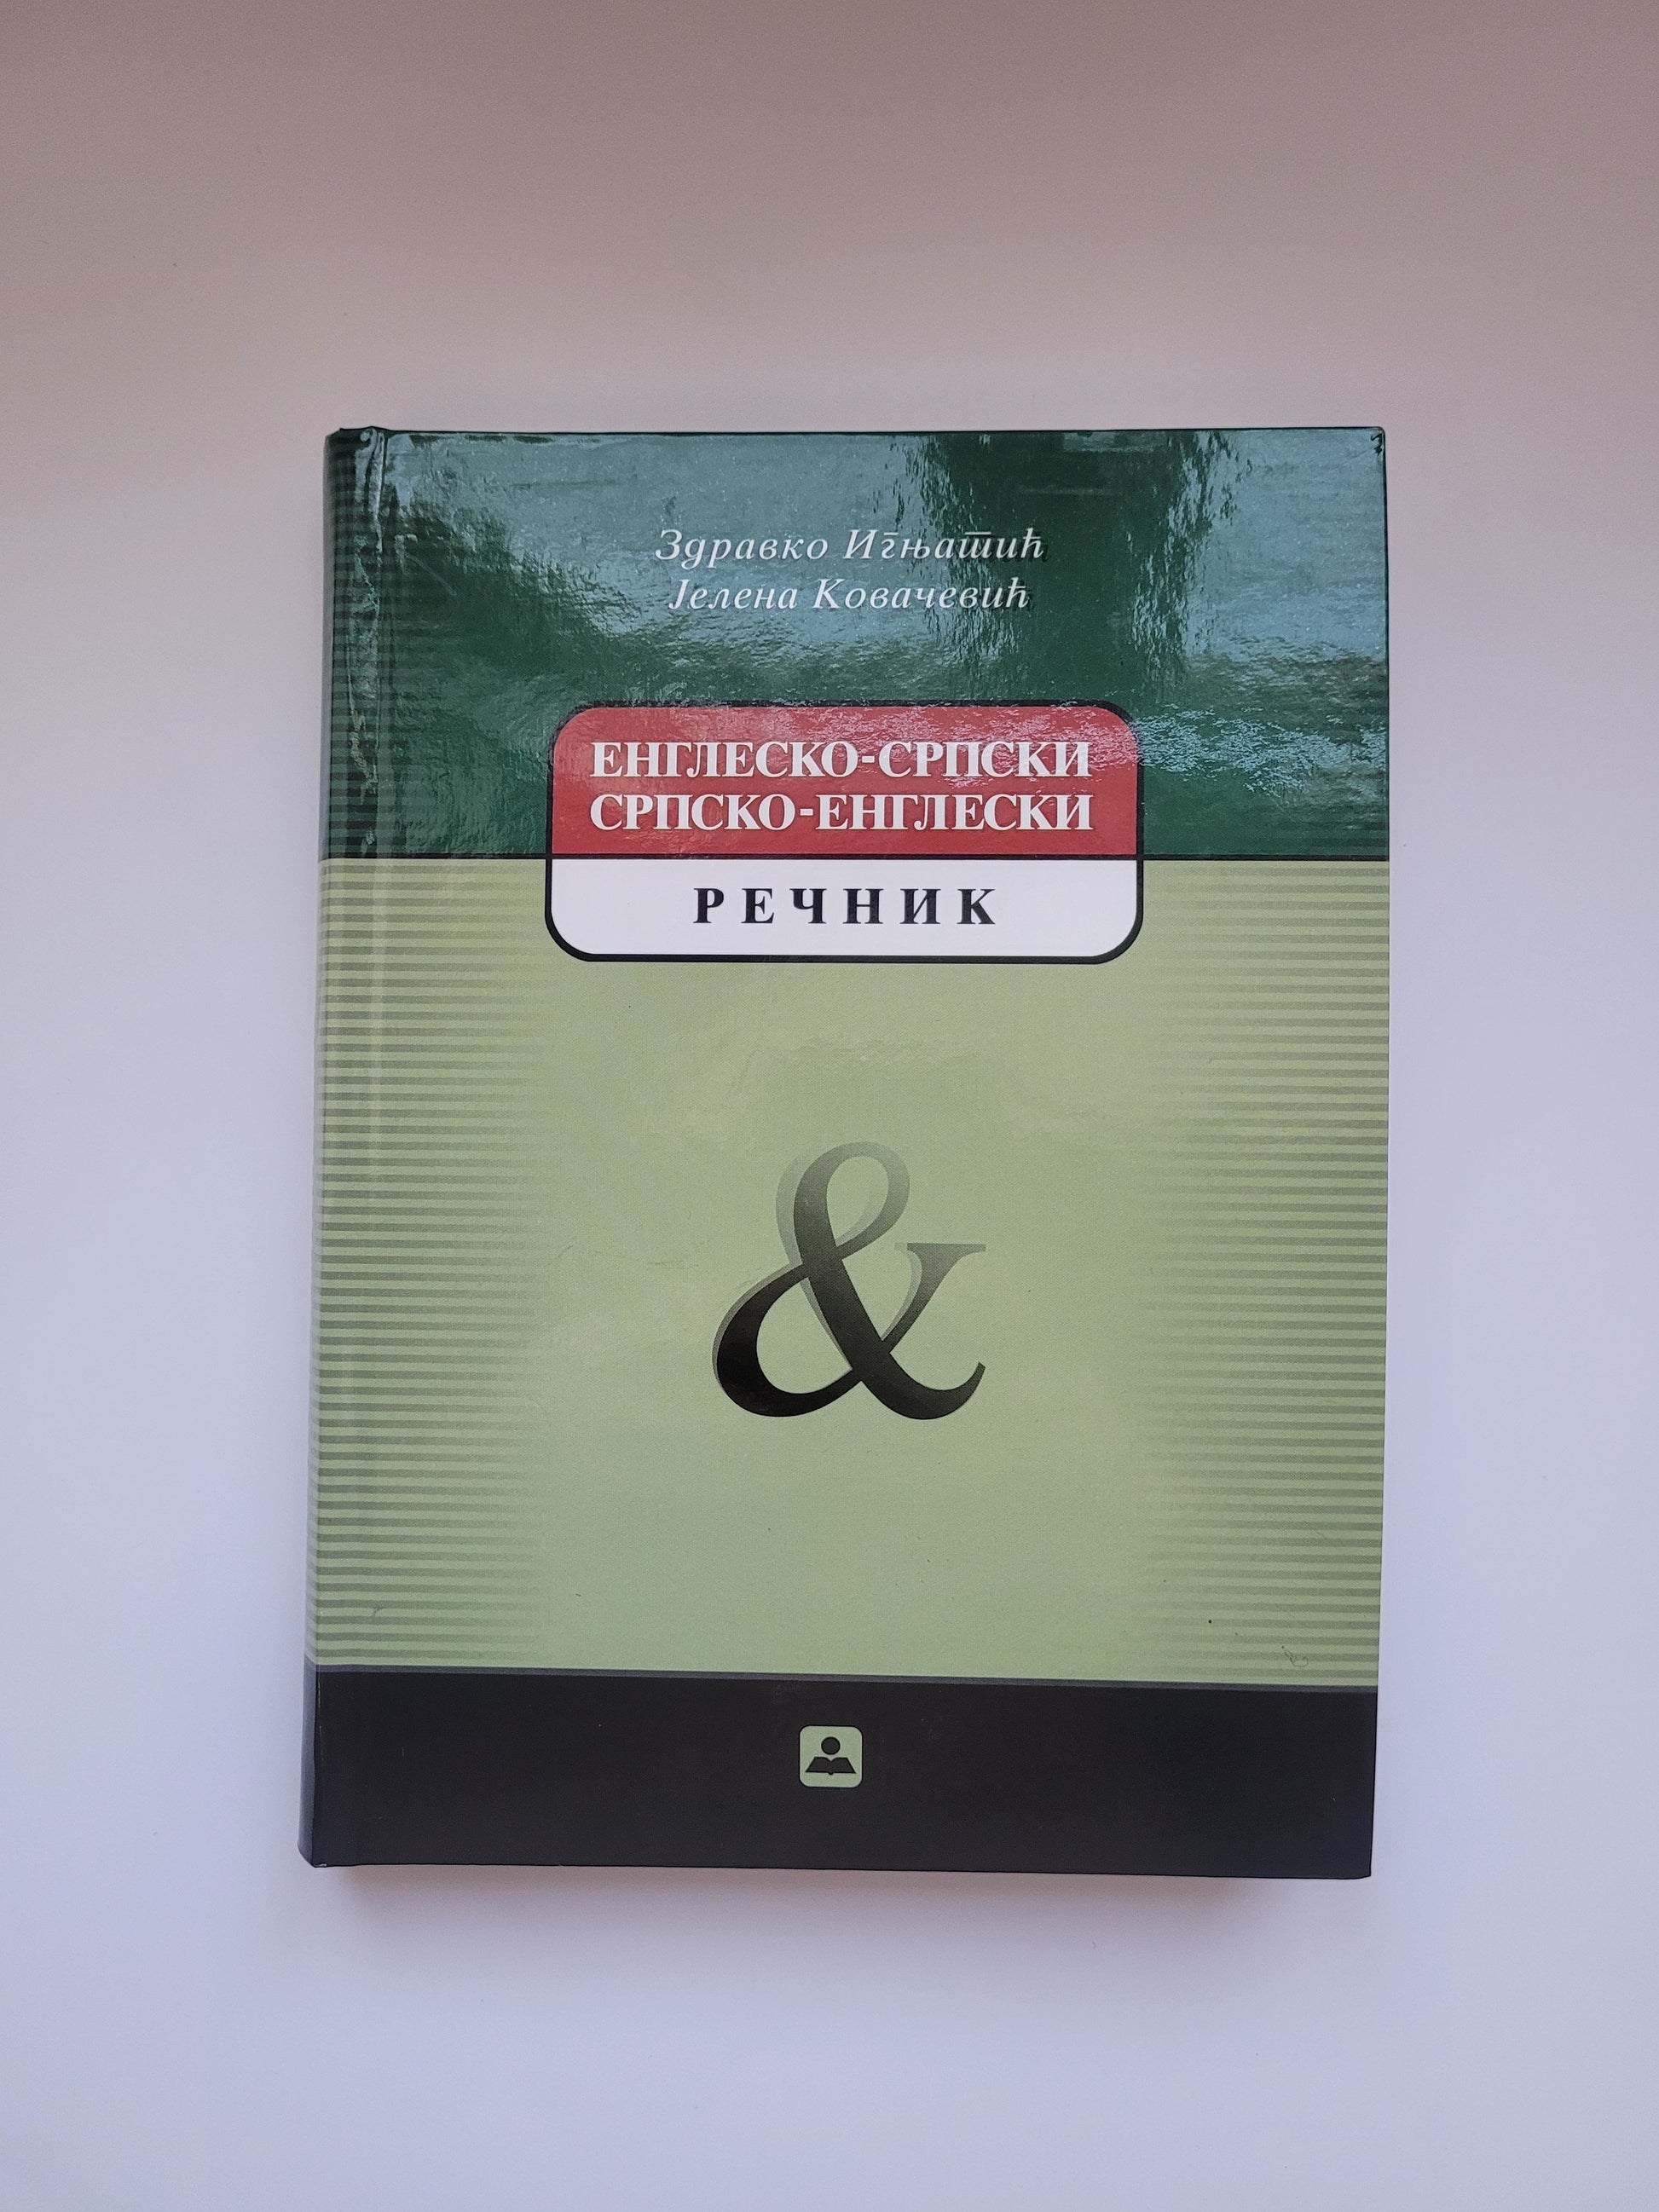 Здравко Игњатић
Јелена Ковачевић
ЕНГЛЕСКО-СРПСКИ
СРПСКО-ЕНГЛЕСКИ
РЕЧНИК
&